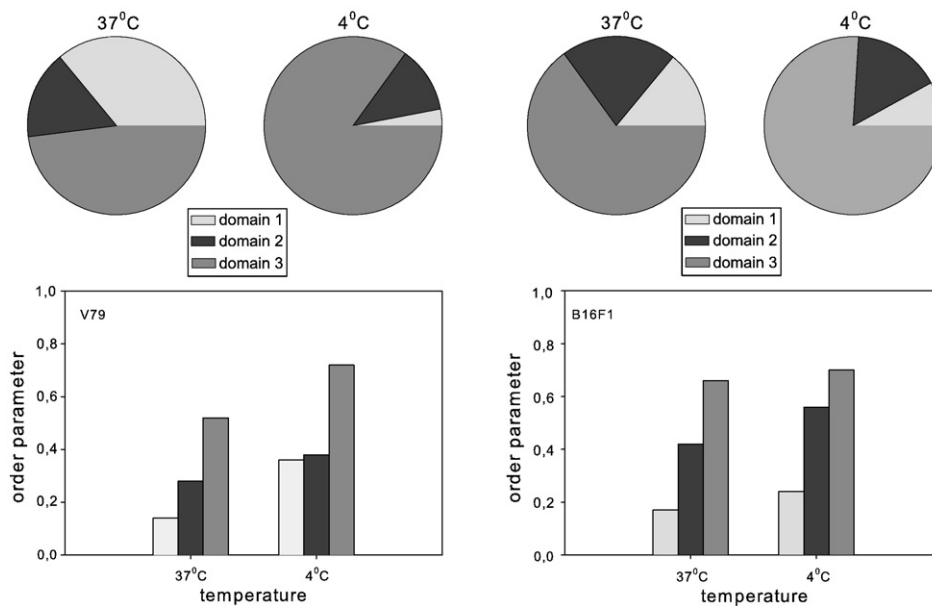 37⁰C
4⁰C
37⁰C
4⁰C
domain 1
domain 2
domain 3
domain 1
domain 2
domain 3
V79
1,0
0,8
0,6
0,4
0,2
0,0
order parameter
37⁰C
4⁰C
temperature
B16F1
1,0
0,8
0,6
0,4
0,2
0,0
order parameter
37⁰C
4⁰C
temperature